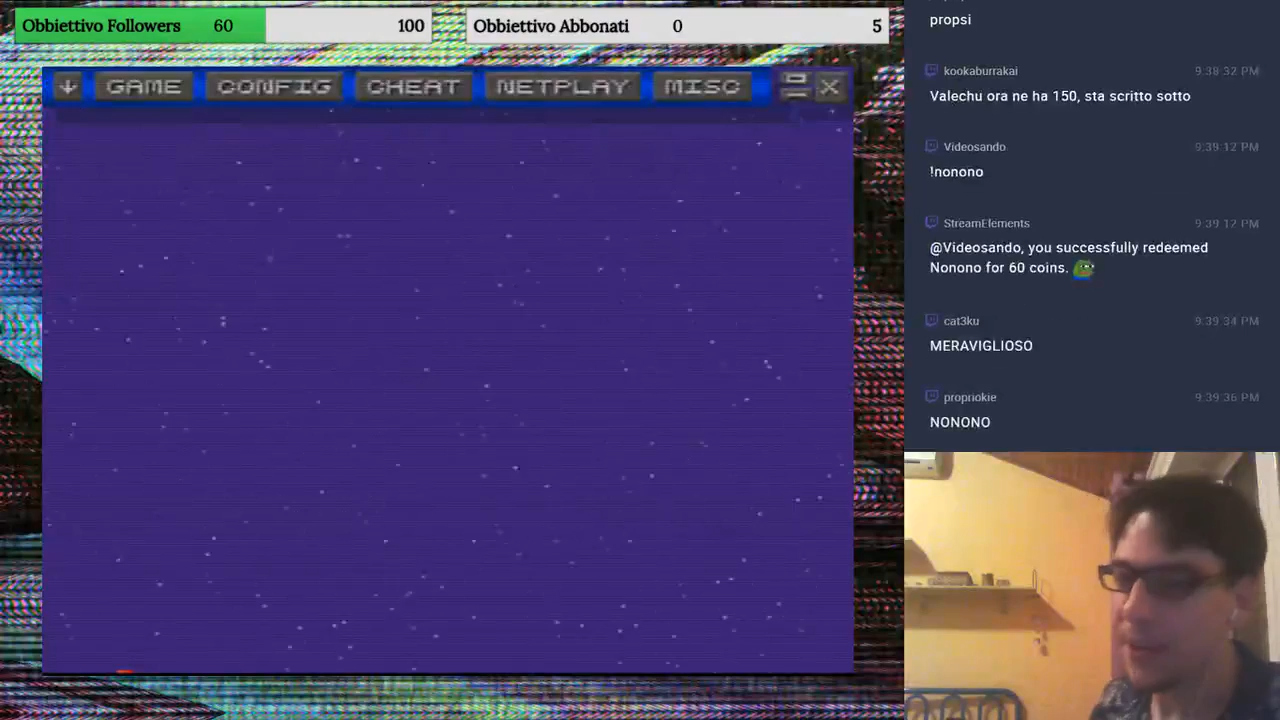 Obbiettivo Followers 60 100
Obbiettivo Abbonati 0 5
GAME CONFIG CHEAT NETPLAY MISC X
propsi
kookaburrakai 9:38:32 PM
Valechu ora ne ha 150, sta scritto sotto
Videosando 9:39:12 PM
!nonono
StreamElements 9:39:12 PM
@Videosando, you successfully redeemed
Nonono for 60 coins.
cat3ku 9:39:34 PM
MERAVIGLIOSO
propriokie 9:39:36 PM
NONONO